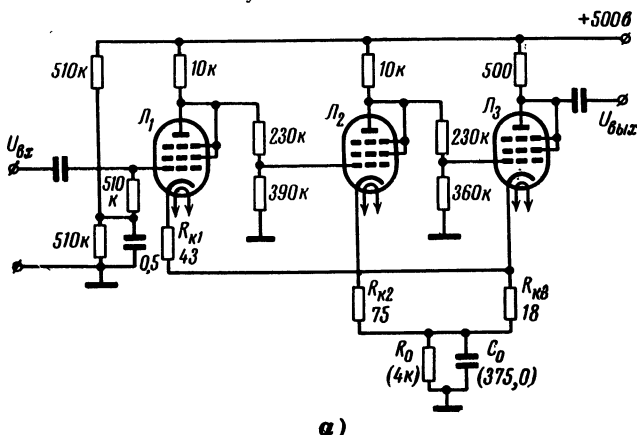 +500в
510к
10к
10к
500
Л₁
Л₂
Л₃
Uвх
230к
230к
Uвых
510
к
390к
360к
510к
0,5
Rк1
43
Rк2
75
Rкв
18
R₀
(4к)
C₀
(375,0)
а)